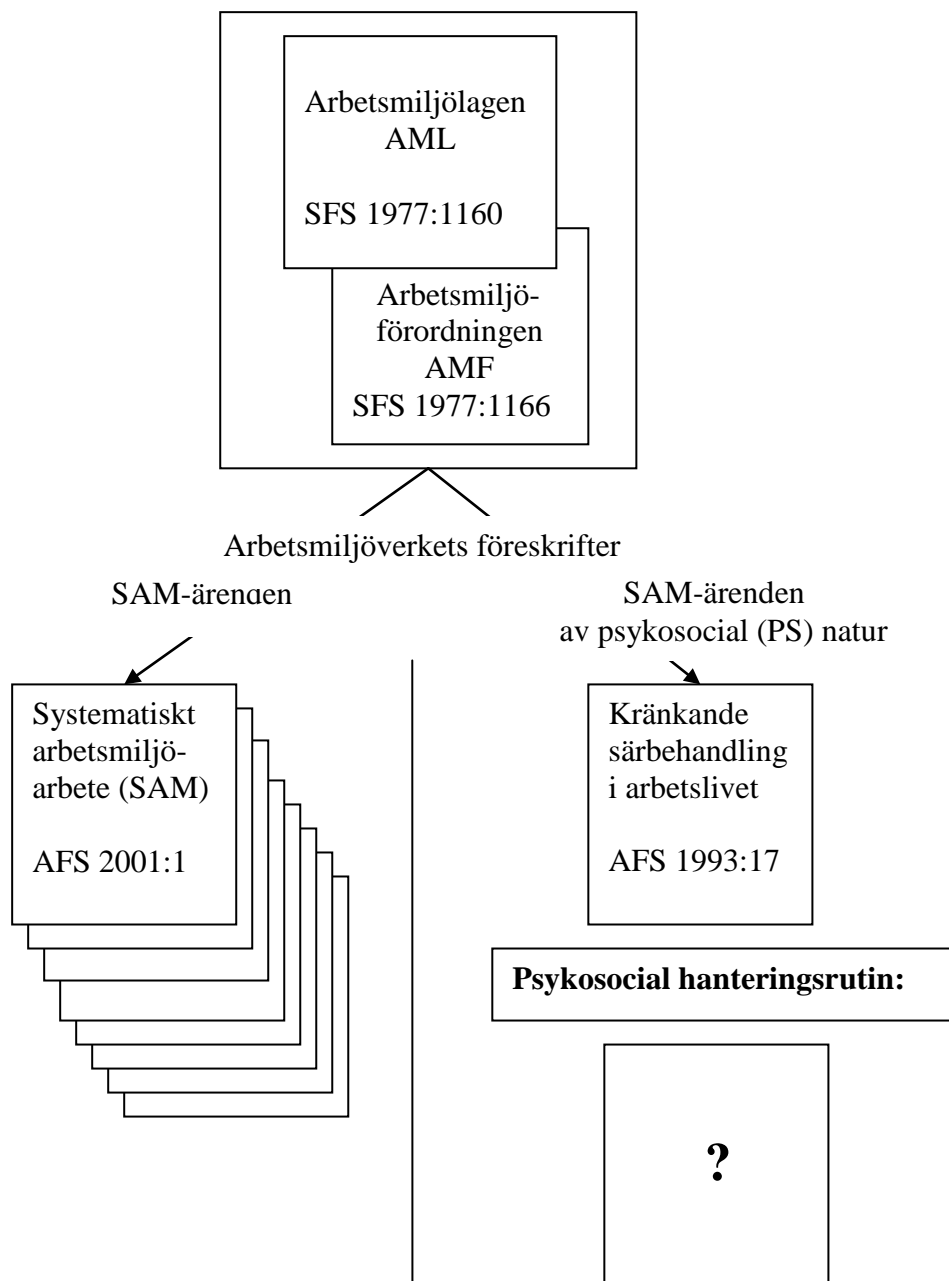 Arbetsmiljölagen
AML
SFS 1977:1160
Arbetsmiljö-
förordningen
AMF
SFS 1977:1166
Arbetsmiljöverkets föreskrifter
SAM-ärenden
SAM-ärenden
av psykosocial (PS) natur
Systematiskt
arbetsmiljö-
arbete (SAM)
AFS 2001:1
Kränkande
särbehandling
i arbetslivet
AFS 1993:17
Psykosocial hanteringsrutin:
?